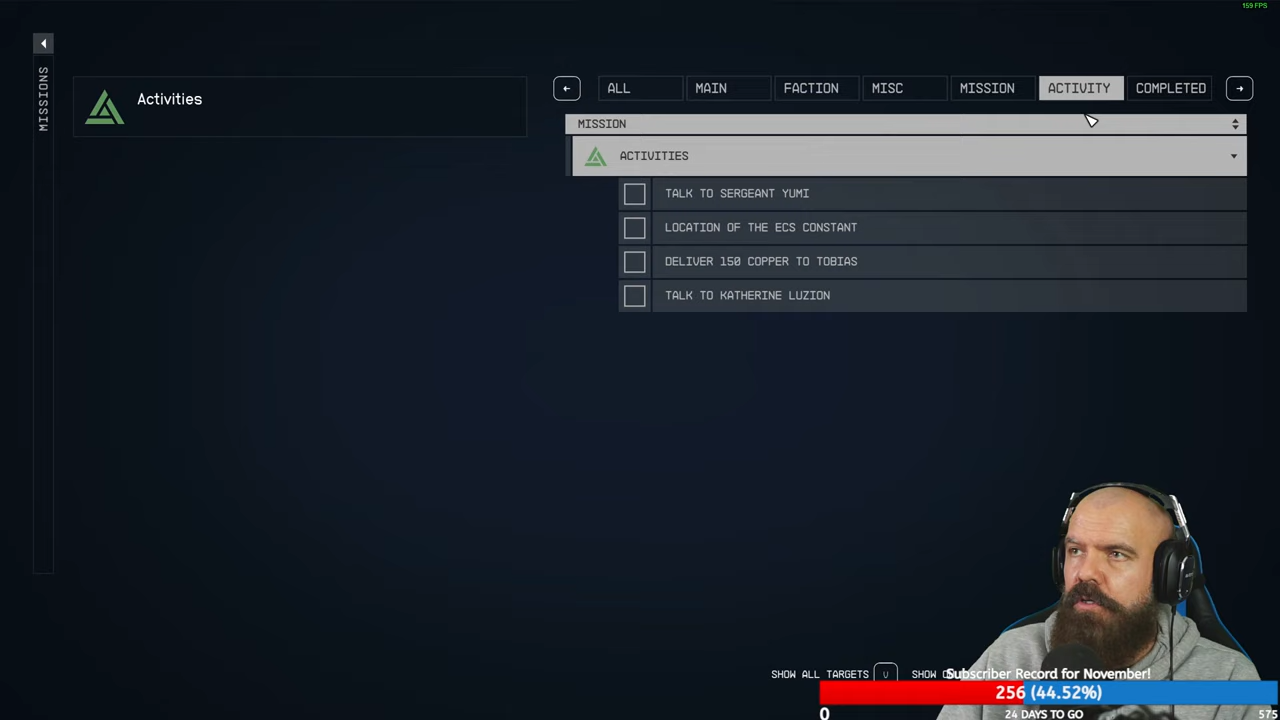 159 FPS
MISSIONS
Activities
ALL
MAIN
FACTION
MISC
MISSION
ACTIVITY
COMPLETED
MISSION
ACTIVITIES
TALK TO SERGEANT YUMI
LOCATION OF THE ECS CONSTANT
DELIVER 150 COPPER TO TOBIAS
TALK TO KATHERINE LUZION
SHOW ALL TARGETS
U
SHOW
Subscriber Record for November!
256 (44.52%)
0
24 DAYS TO GO
575